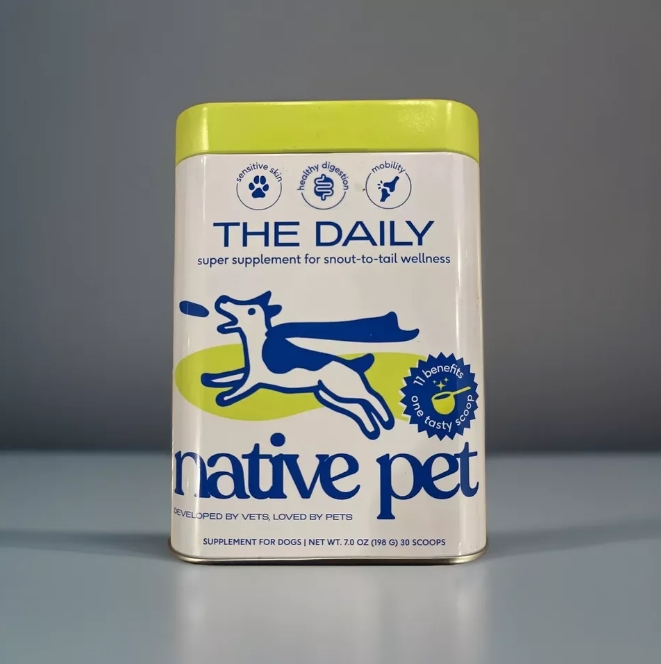 sensitive skin
healthy digestion
mobility
THE DAILY
super supplement for snout-to-tail wellness
11 benefits
one tasty scoop
native pet
DEVELOPED BY VETS, LOVED BY PETS
SUPPLEMENT FOR DOGS | NET WT. 7.0 OZ (198 G) 30 SCOOPS